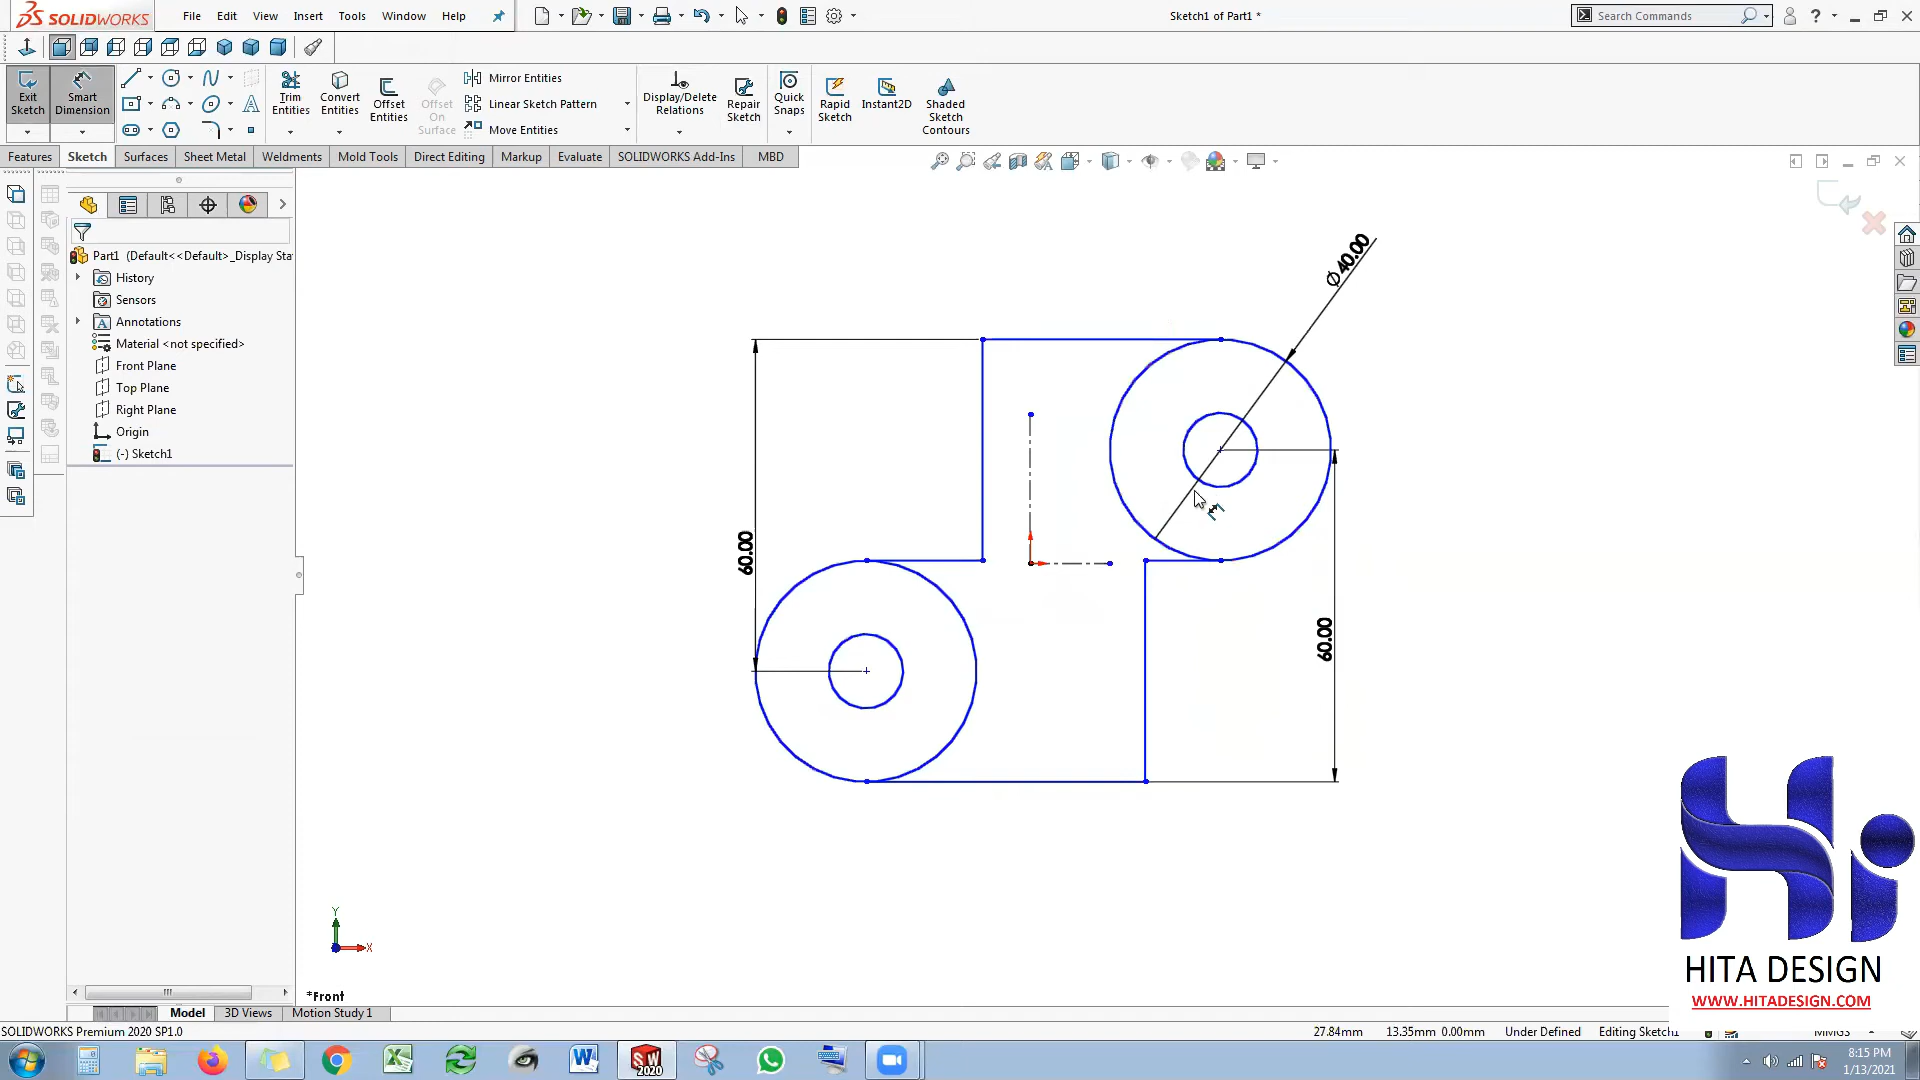 SOLIDWORKS
File Edit View Insert Tools Window Help
Sketch1 of Part1 *
Search Commands
Exit Sketch
Smart Dimension
Trim Entities
Convert Entities
Offset Entities
Offset On Surface
Mirror Entities
Linear Sketch Pattern
Move Entities
Display/Delete Relations
Repair Sketch
Quick Snaps
Rapid Sketch
Instant2D
Shaded Sketch Contours
Features Sketch Surfaces Sheet Metal Weldments Mold Tools Direct Editing Markup Evaluate SOLIDWORKS Add-Ins MBD
Part1 (Default<<Default>_Display Sta
History
Sensors
Annotations
Material <not specified>
Front Plane
Top Plane
Right Plane
Origin
(-) Sketch1
Ø40.00
60.00
60.00
Y
X
*Front
HITA DESIGN
WWW.HITADESIGN.COM
Model 3D Views Motion Study 1
SOLIDWORKS Premium 2020 SP1.0
27.84mm 13.35mm 0.00mm Under Defined Editing Sketch1
SW 2020
8:15 PM
1/13/2021